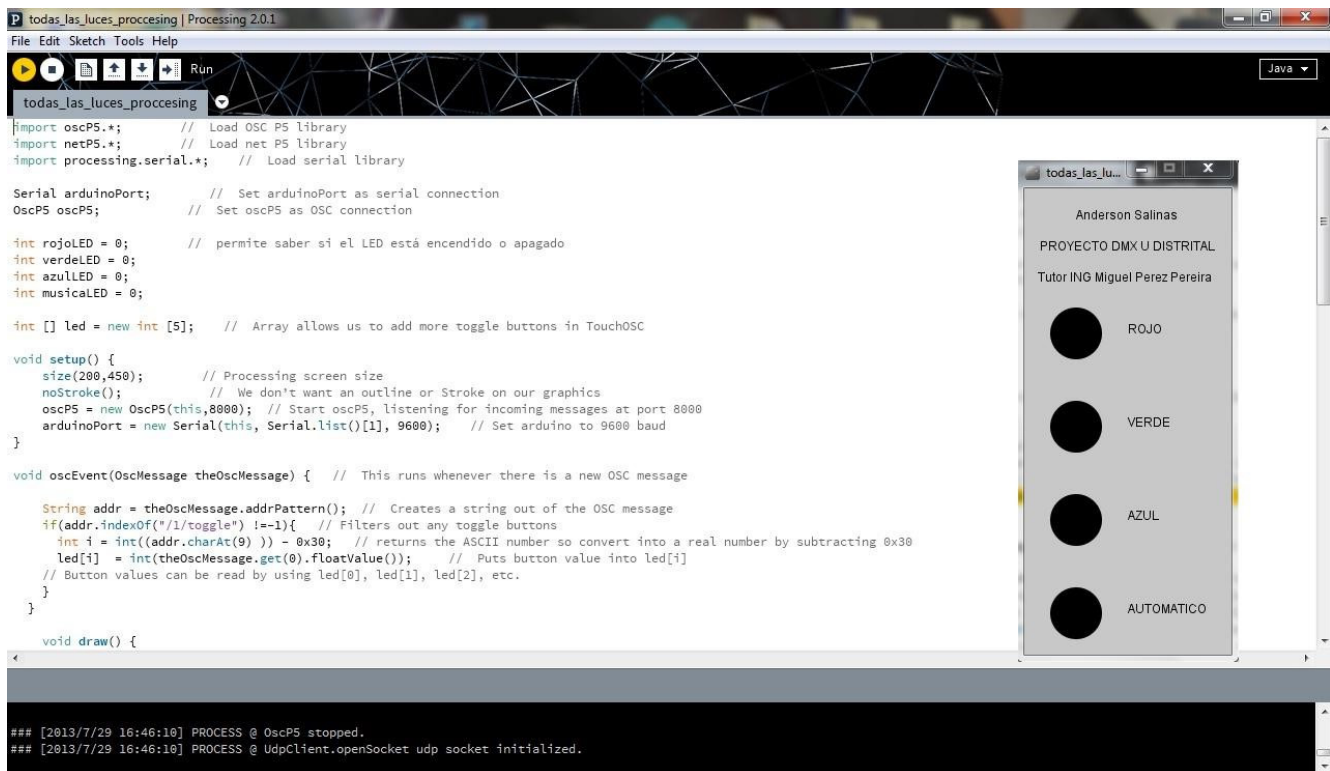 todas_las_luces_proccesing | Processing 2.0.1
File Edit Sketch Tools Help
Run
Java
todas_las_luces_proccesing
import oscP5.*;        //  Load OSC P5 library
import netP5.*;        //  Load net P5 library
import processing.serial.*;    //  Load serial library
Serial arduinoPort;        //  Set arduinoPort as serial connection
OscP5 oscP5;            //  Set oscP5 as OSC connection
int rojoLED = 0;        //  permite saber si el LED está encendido o apagado
int verdeLED = 0;
int azulLED = 0;
int musicaLED = 0;
int [] led = new int [5];    //  Array allows us to add more toggle buttons in TouchOSC
void setup() {
    size(200,450);        // Processing screen size
    noStroke();            //  We don't want an outline or Stroke on our graphics
    oscP5 = new OscP5(this,8000);  // Start oscP5, listening for incoming messages at port 8000
    arduinoPort = new Serial(this, Serial.list()[1], 9600);    // Set arduino to 9600 baud
}
void oscEvent(OscMessage theOscMessage) {   //  This runs whenever there is a new OSC message
    String addr = theOscMessage.addrPattern();  //  Creates a string out of the OSC message
    if(addr.indexOf("/1/toggle") !=-1){   // Filters out any toggle buttons
      int i = int((addr.charAt(9) )) - 0x30;   // returns the ASCII number so convert into a real number by subtracting 0x30
      led[i]  = int(theOscMessage.get(0).floatValue());     //  Puts button value into led[i]
    // Button values can be read by using led[0], led[1], led[2], etc.
    }
  }
    void draw() {
todas_las_lu...
Anderson Salinas
PROYECTO DMX U DISTRITAL
Tutor ING Miguel Perez Pereira
ROJO
VERDE
AZUL
AUTOMATICO
### [2013/7/29 16:46:10] PROCESS @ OscP5 stopped.
### [2013/7/29 16:46:10] PROCESS @ UdpClient.openSocket udp socket initialized.